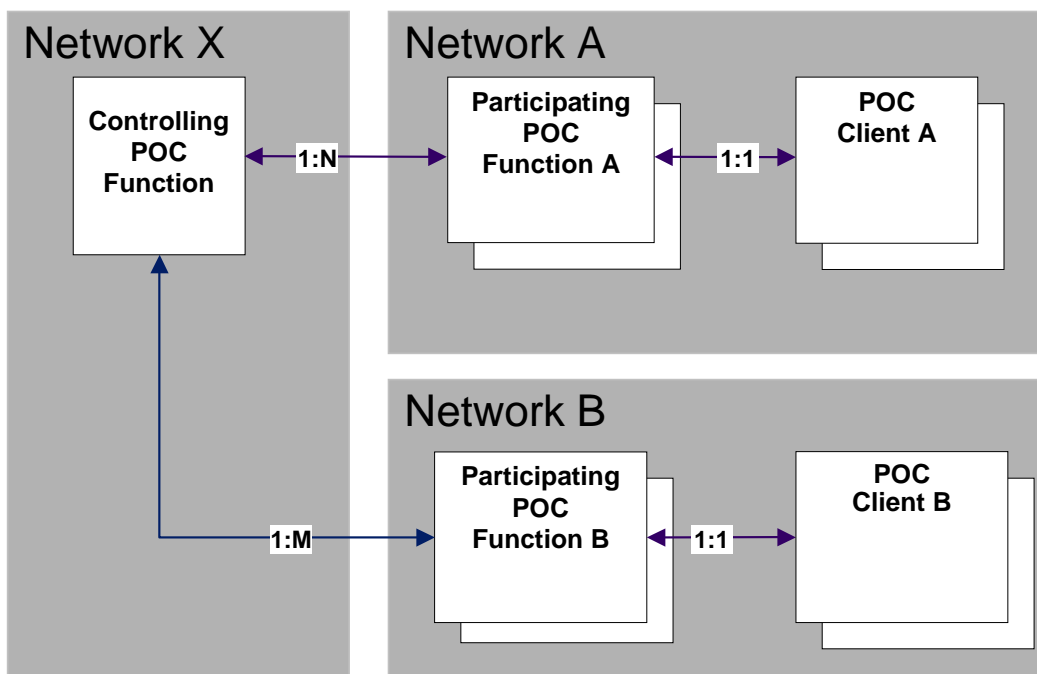 Network X
Controlling
POC
Function
1:N
1:M
Network A
Participating
POC
Function A
1:1
POC
Client A
Network B
Participating
POC
Function B
1:1
POC
Client B